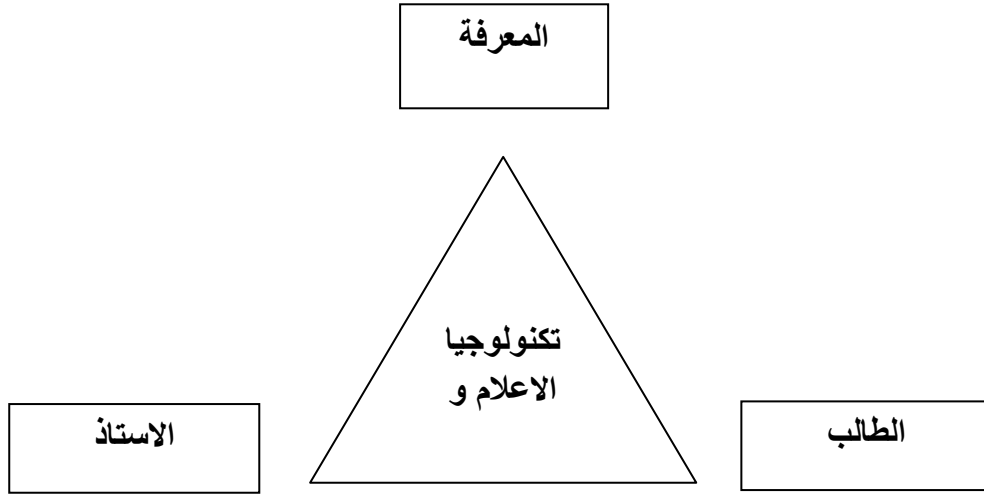 المعرفة
تكنولوجيا
الاعلام و
الطالب
الاستاذ